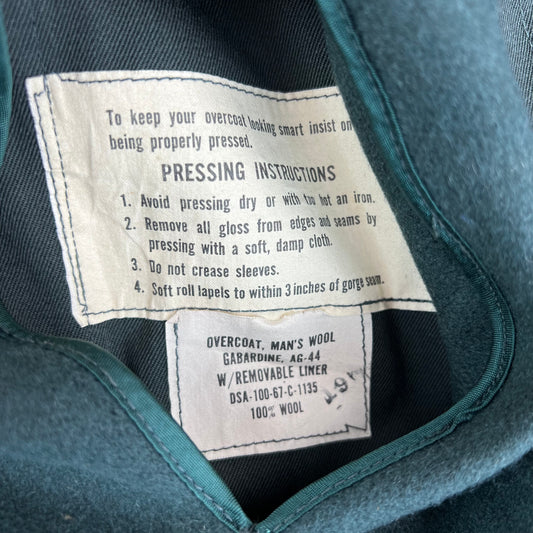 To keep your overcoat looking smart insist on
being properly pressed.
PRESSING INSTRUCTIONS
1. Avoid pressing dry or with too hot an iron.
2. Remove all gloss from edges and seams by
pressing with a soft, damp cloth.
3. Do not crease sleeves.
4. Soft roll lapels to within 3 inches of gorge seam.
OVERCOAT, MAN'S WOOL
GABARDINE, AG-44
W/REMOVABLE LINER
DSA-100-67-C-1135
100% WOOL